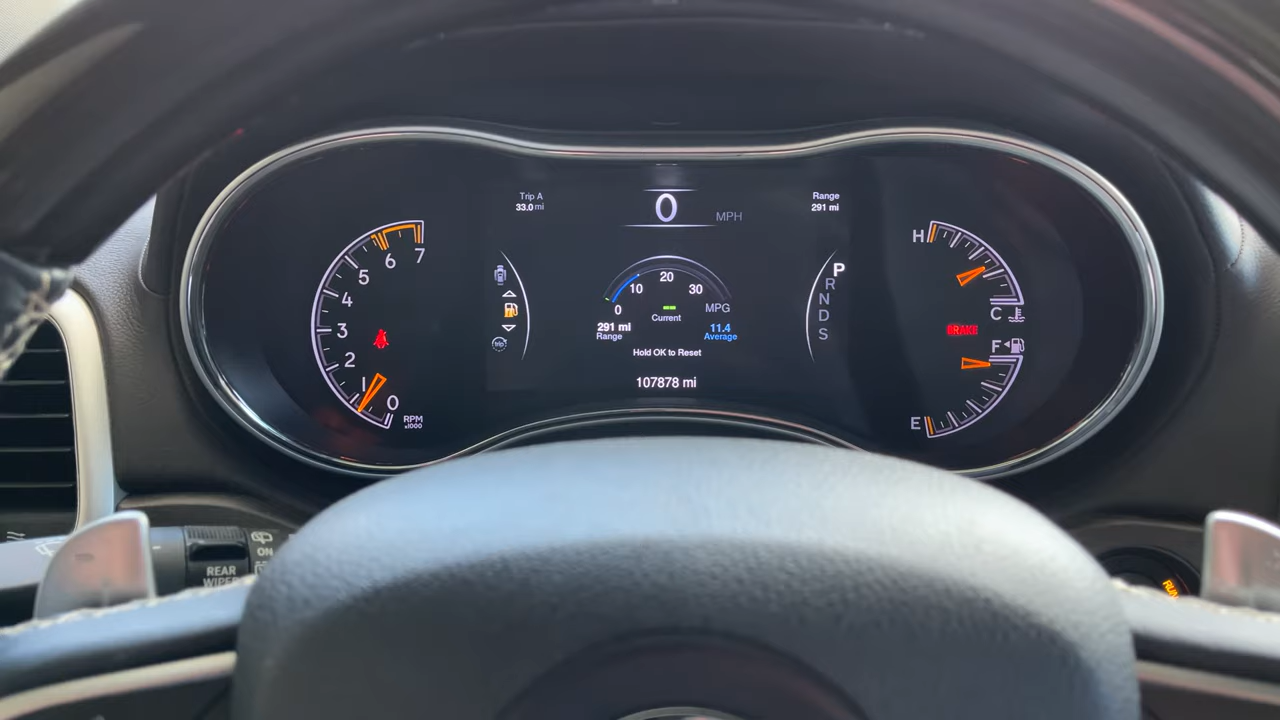 Trip A
33.0 mi
0
MPH
Range
291 mi
7
6
5
4
3
2
1
0
RPM
x1000
trip
0
10
20
30
MPG
Current
291 mi
Range
11.4
Average
Hold OK to Reset
107878 mi
P
R
N
D
S
H
C
BRAKE
F
E
REAR
WIPER
ON
RUN